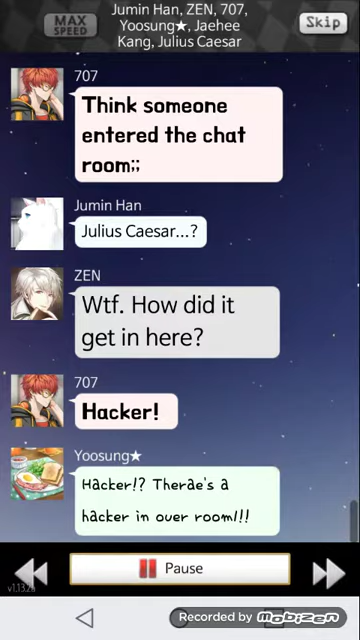 MAX
SPEED
Jumin Han, ZEN, 707,
Yoosung★, Jaehee
Kang, Julius Caesar
Skip
707
Think someone
entered the chat
room;;
Jumin Han
Julius Caesar...?
ZEN
Wtf. How did it
get in here?
707
Hacker!
Yoosung★
Hacker!? Therae's a
hacker in ouer room!!!
Pause
Recorded by mobizen